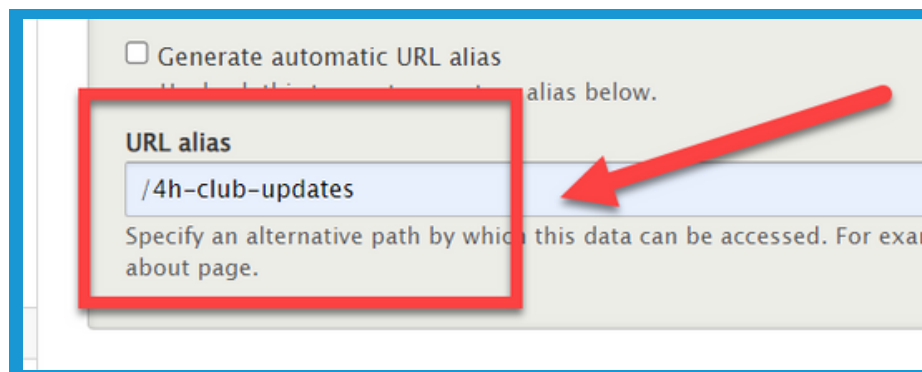 Generate automatic URL alias
alias below.
URL alias
/4h-club-updates
Specify an alternative path by which this data can be accessed. For
about page.